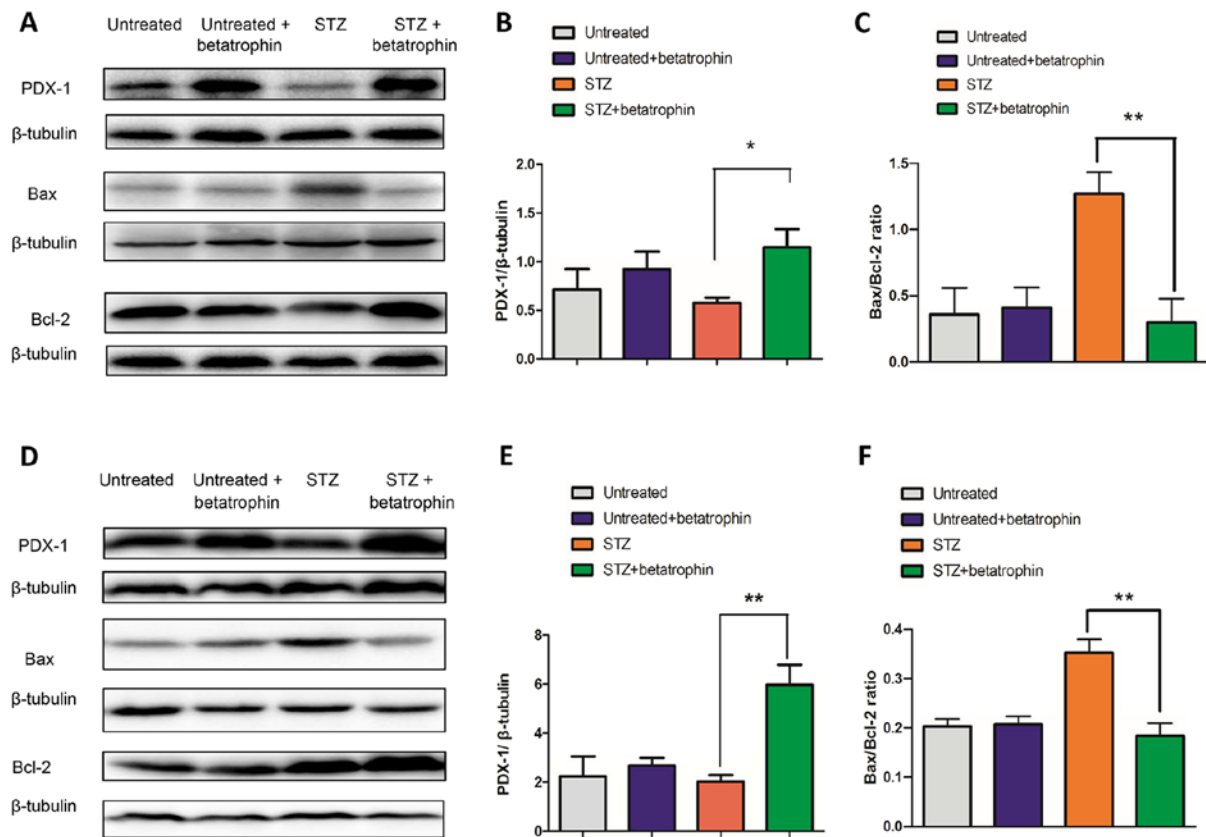 A
Untreated
Untreated +
betatrophin
STZ
STZ +
betatrophin
PDX-1
β-tubulin
Bax
β-tubulin
Bcl-2
β-tubulin
B
Untreated
Untreated+betatrophin
STZ
STZ+betatrophin
*
2.0
1.5
1.0
0.5
0.0
PDX-1/β-tubulin
C
Untreated
Untreated+betatrophin
STZ
STZ+betatrophin
**
1.5
1.0
0.5
0.0
Bax/Bcl-2 ratio
D
Untreated
Untreated +
betatrophin
STZ
STZ +
betatrophin
PDX-1
β-tubulin
Bax
β-tubulin
Bcl-2
β-tubulin
E
Untreated
Untreated+betatrophin
STZ
STZ+betatrophin
**
8
6
4
2
0
PDX-1/ β-tubulin
F
Untreated
Untreated+betatrophin
STZ
STZ+betatrophin
**
0.4
0.3
0.2
0.1
0.0
Bax/Bcl-2 ratio